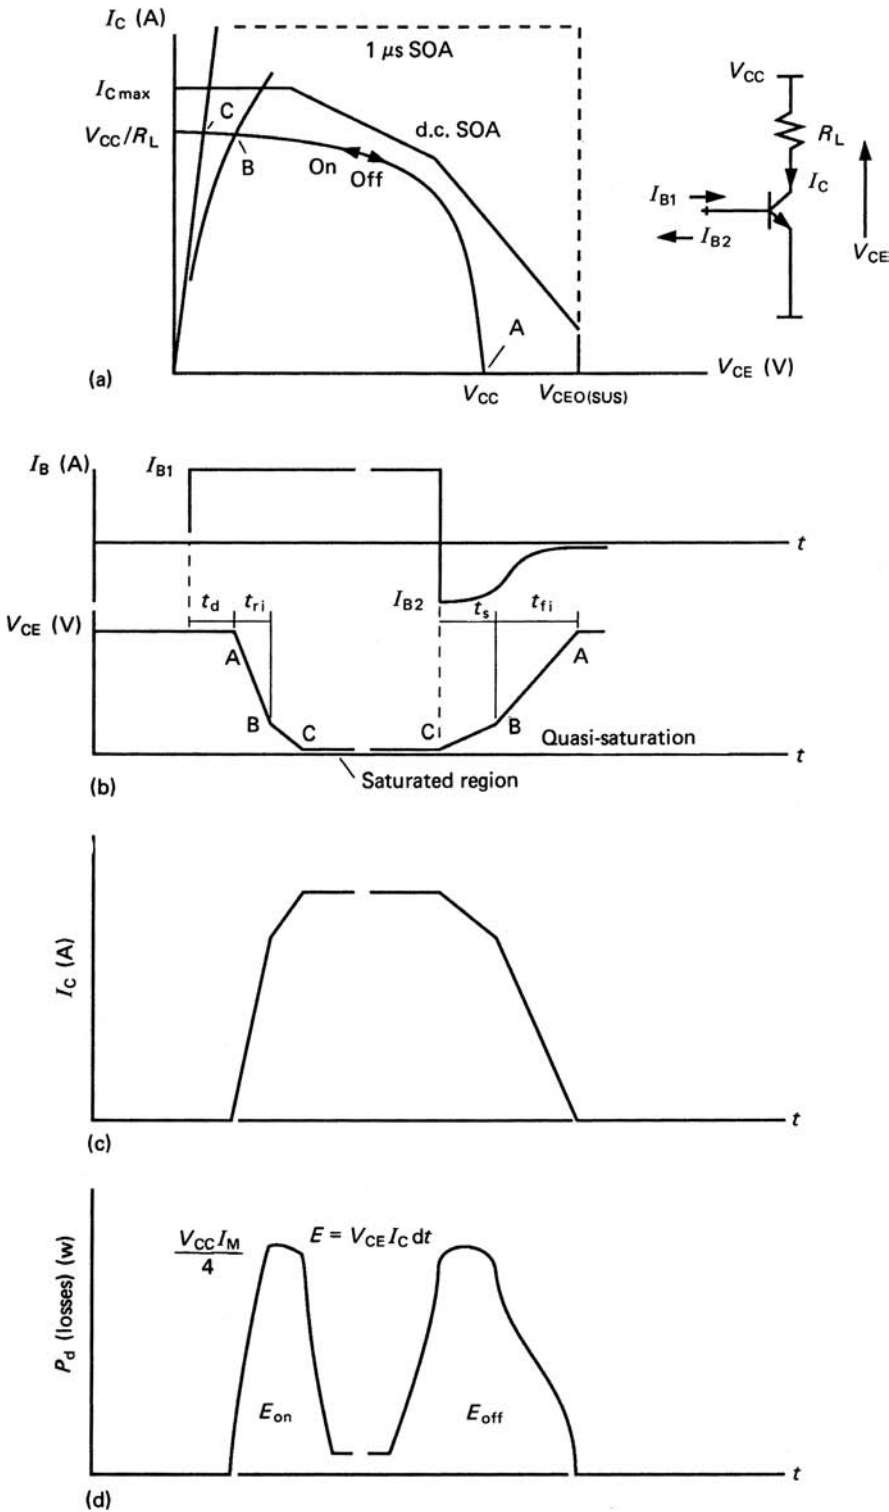 I_C (A)
1 μs SOA
I_Cmax
V_CC/R_L
C
B
On
Off
d.c. SOA
A
(a)
V_CC
V_CEO(SUS)
V_CE (V)
V_CC
R_L
I_C
I_B1
I_B2
V_CE
I_B (A)
I_B1
t
I_B2
t_d
t_ri
t_s
t_fi
V_CE (V)
A
B
C
C
B
A
Quasi-saturation
t
Saturated region
(b)
I_C (A)
t
(c)
P_d (losses) (w)
V_CC I_M
4
E = V_CE I_C dt
E_on
E_off
t
(d)